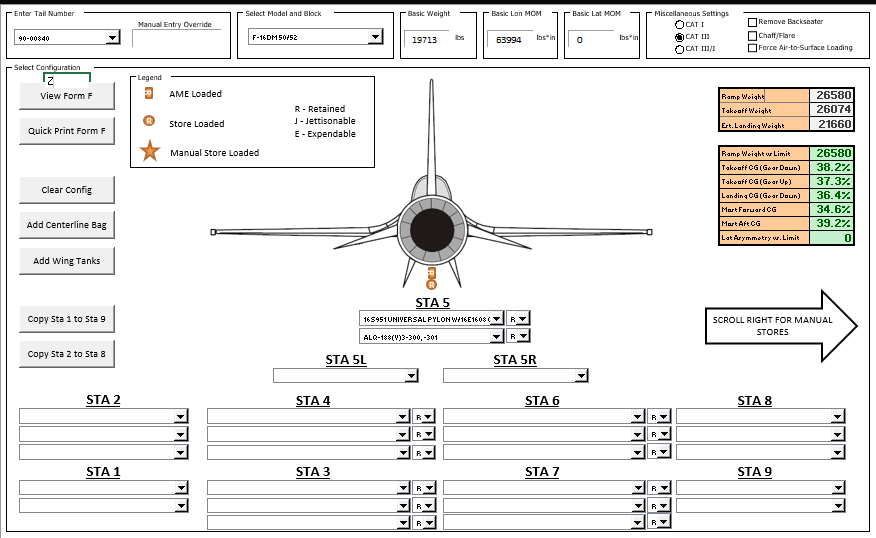 Enter Tail Number
Manual Entry Override
90-00840
Select Model and Block
F-16DM 50/52
Basic Weight
19713 lbs
Basic Lon MOM
63994 lbs*in
Basic Lat MOM
0 lbs*in
Miscellaneous Settings
CAT I
CAT III
CAT III/I
Remove Backseater
Chaff/Flare
Force Air-to-Surface Loading
Select Configuration
Z
View Form F
Quick Print Form F
Clear Config
Add Centerline Bag
Add Wing Tanks
Copy Sta 1 to Sta 9
Copy Sta 2 to Sta 8
Legend
AME Loaded
R Store Loaded
Manual Store Loaded
R - Retained
J - Jettisonable
E - Expendable
Ramp Weight 26580
Takeoff Weight 26074
Est. Landing Weight 21660
Ramp Weight vs Limit 26580
Takeoff CG (Gear Down) 38.2%
Takeoff CG (Gear Up) 37.3%
Landing CG (Gear Down) 36.4%
Most Forward CG 34.6%
Most Aft CG 39.2%
Lat Asymmetry vs. Limit 0
R
SCROLL RIGHT FOR MANUAL
STORES
STA 5
16S951 UNIVERSAL PYLON W/16E1608( R
ALQ-188(V)3-300, -301 R
STA 5L STA 5R
STA 2 STA 4 STA 6 STA 8
R R
R R
R R
STA 1 STA 3 STA 7 STA 9
R R
R R
R R